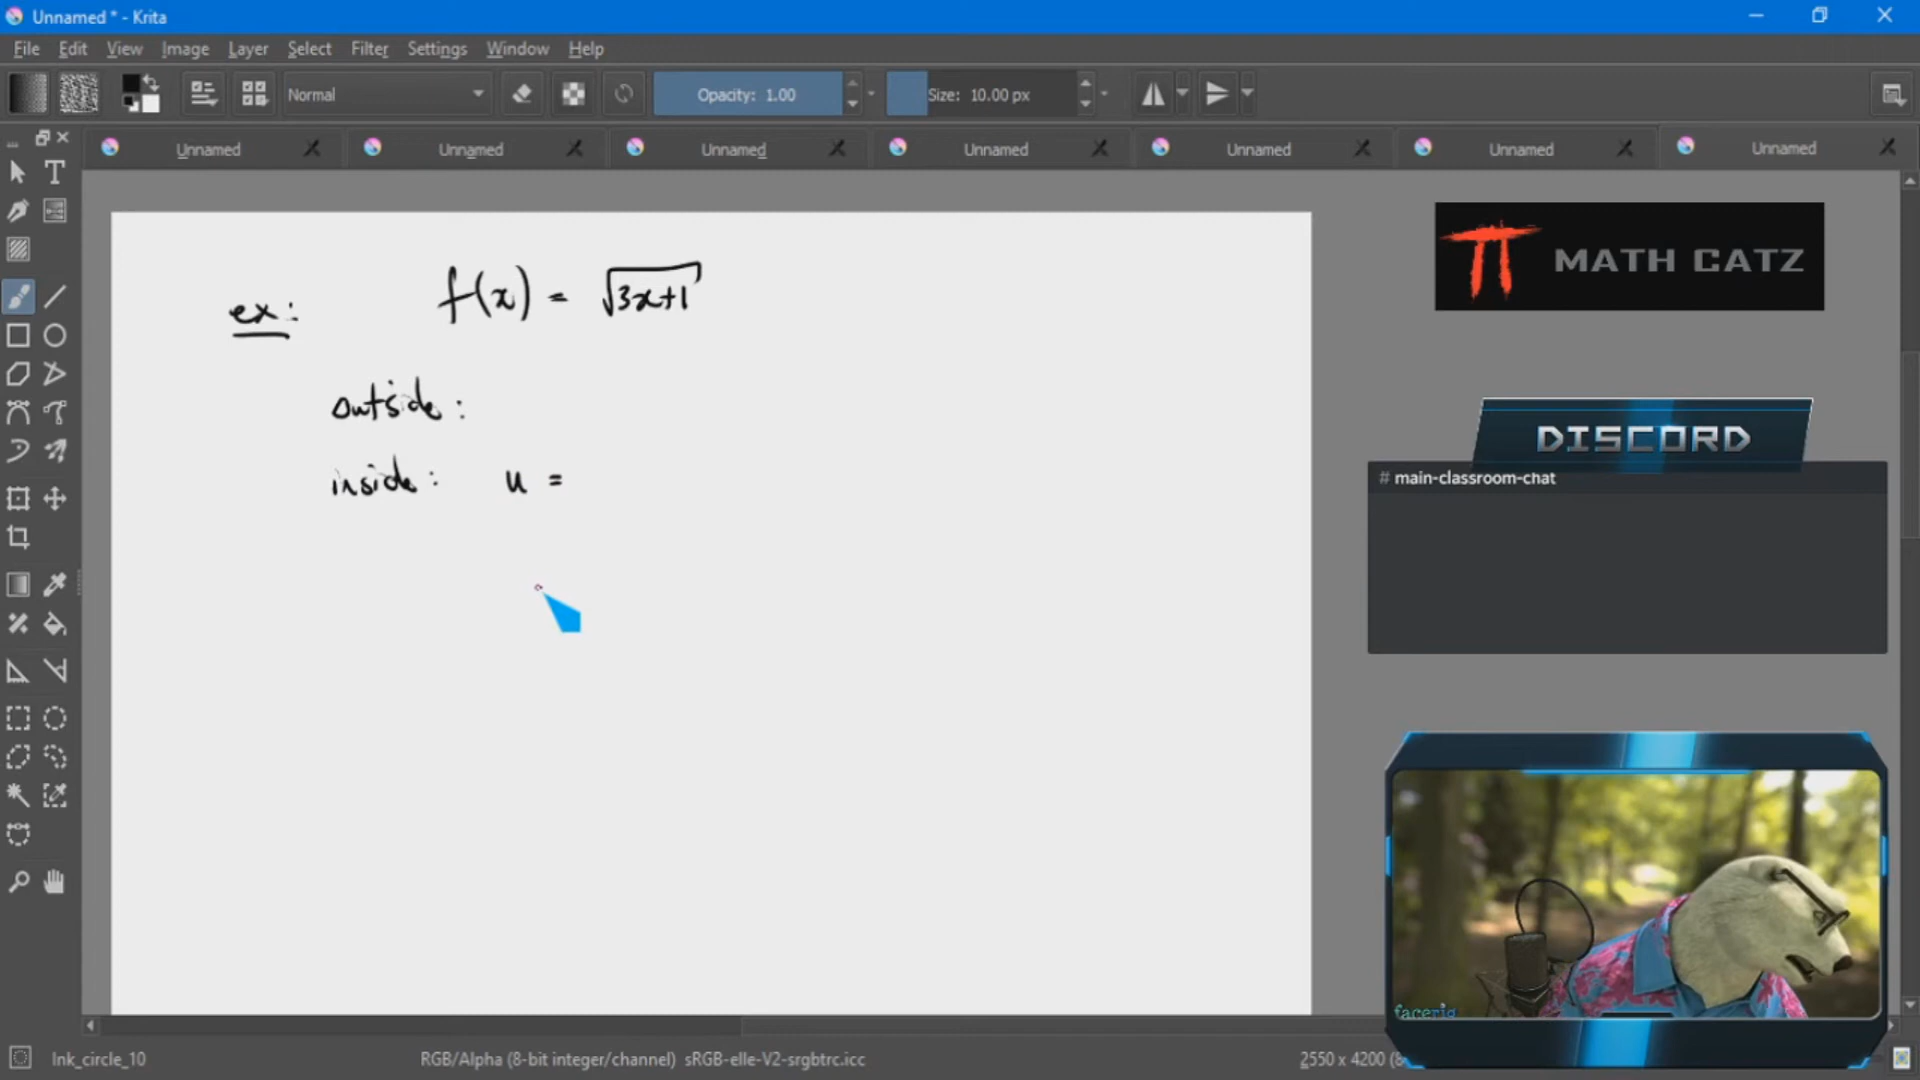 Unnamed * - Krita
File Edit View Image Layer Select Filter Settings Window Help
Normal Opacity: 1.00 Size: 10.00 px
Unnamed Unnamed Unnamed Unnamed Unnamed Unnamed Unnamed
ex: f(x) = √3x+1
outside:
inside: u =
π MATH CATZ
DISCORD
# main-classroom-chat
facerig
Ink_circle_10 RGB/Alpha (8-bit integer/channel) sRGB-elle-V2-srgbtrc.icc 2550 x 4200 (8